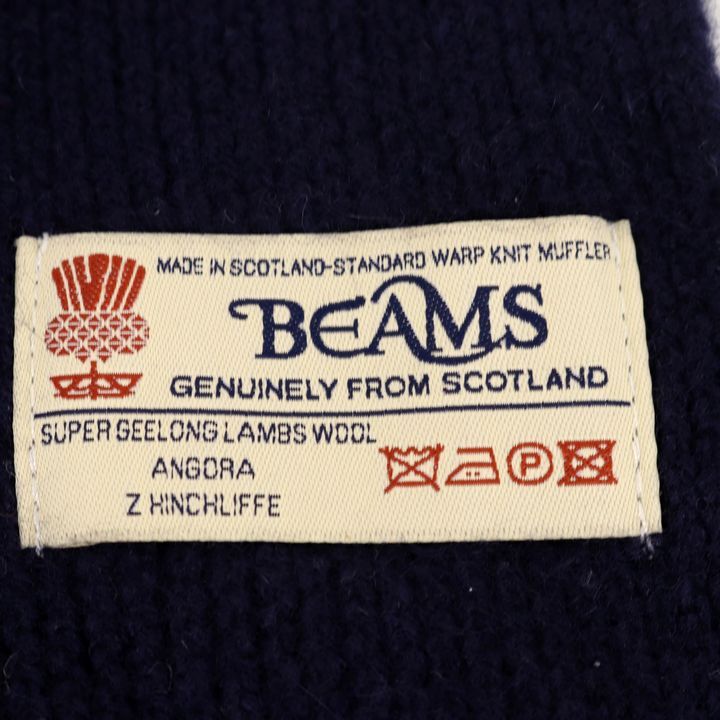 MADE IN SCOTLAND-STANDARD WARP KNIT MUFFLER
BEAMS
GENUINELY FROM SCOTLAND
SUPER GEELONG LAMBS WOOL
ANGORA
Z HINCHLIFFE
P